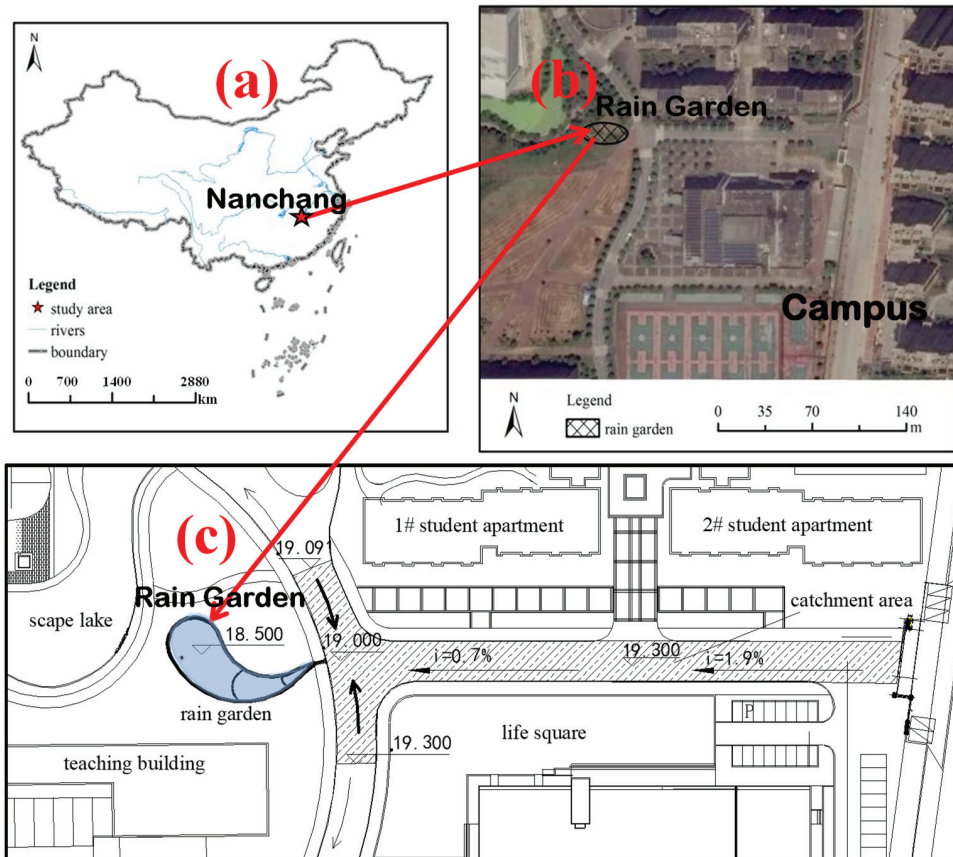 N
(a)
Nanchang
Legend
study area
rivers
boundary
0 700 1400 2880
km
(b)
Rain Garden
Campus
N
Legend
rain garden
0 35 70 140
m
(c)
1# student apartment
2# student apartment
19.091
Rain Garden
scape lake
18.500
19.000
i=0.7%
19.300
catchment area
i=1.9%
rain garden
19.300
life square
P
teaching building